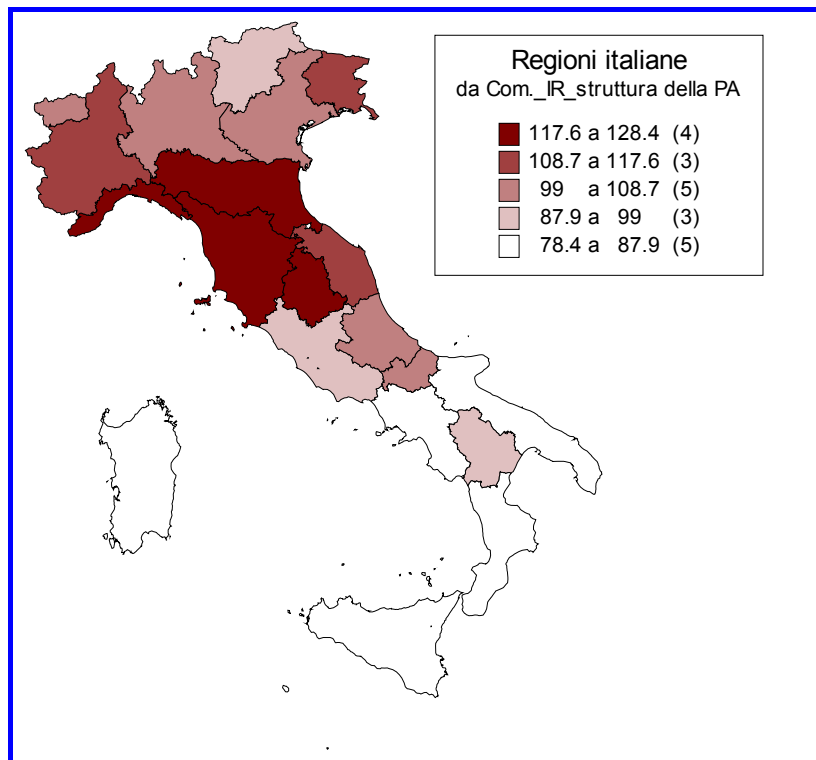 Regioni italiane
da Com._IR_struttura della PA
117.6 a 128.4 (4)
108.7 a 117.6 (3)
99 a 108.7 (5)
87.9 a 99 (3)
78.4 a 87.9 (5)